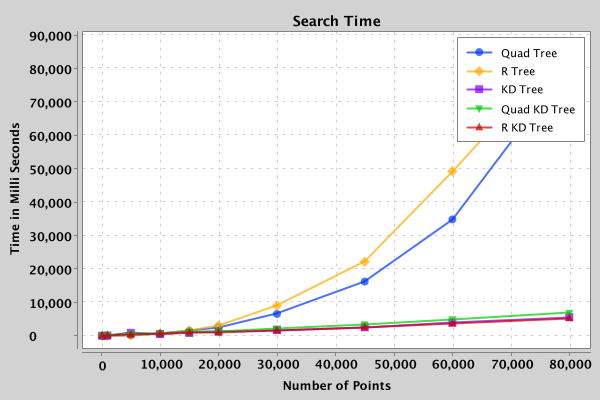 Search Time
90,000
80,000
70,000
60,000
50,000
40,000
30,000
20,000
10,000
0
Time in Milli Seconds
Quad Tree
R Tree
KD Tree
Quad KD Tree
R KD Tree
0 10,000 20,000 30,000 40,000 50,000 60,000 70,000 80,000
Number of Points